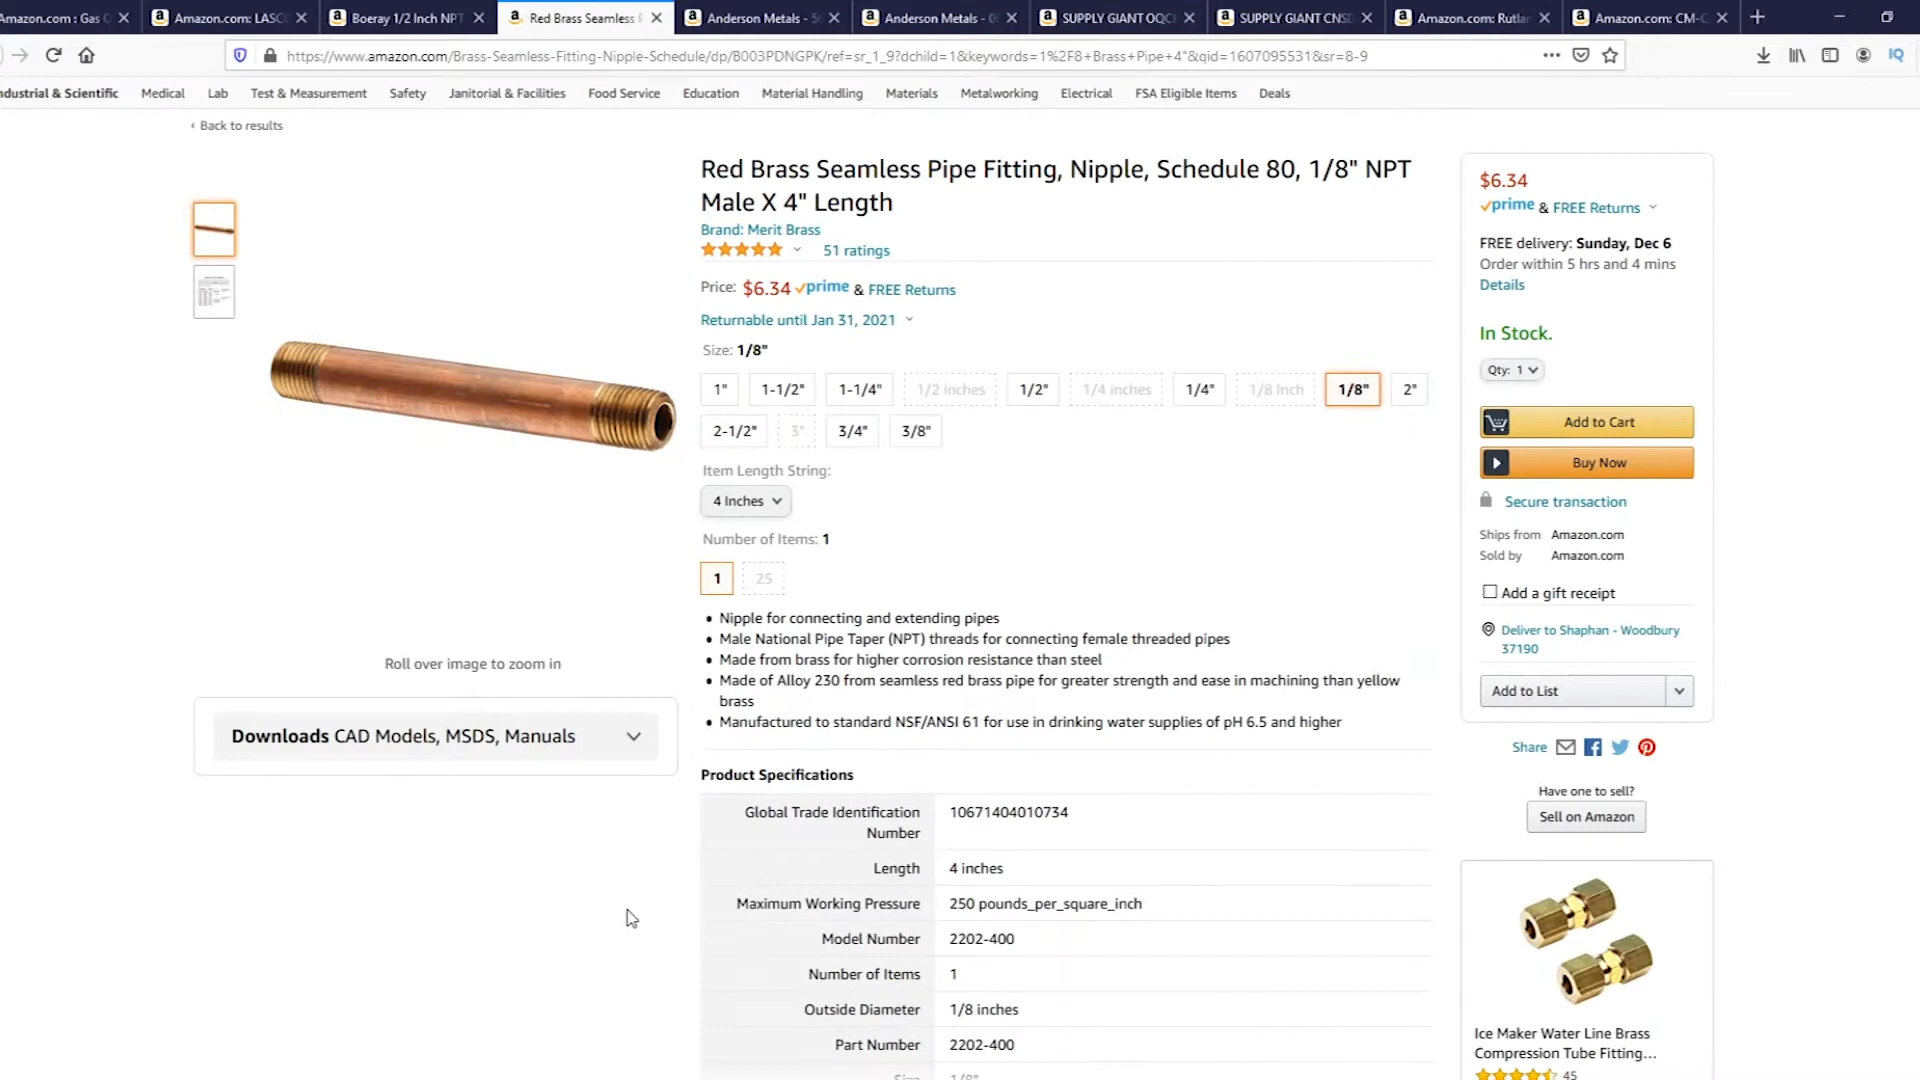 Amazon.com : Gas
Amazon.com: LASC
Boeray 1/2 Inch NPT
Red Brass Seamless
Anderson Metals - 5
Anderson Metals - 0
SUPPLY GIANT OQC
SUPPLY GIANT CNSD
Amazon.com: Rutla
Amazon.com: CM-
https://www.amazon.com/Brass-Seamless-Fitting-Nipple-Schedule/dp/B003PDNGPK/ref=sr_1_9?dchild=1&keywords=1%2F8+Brass+Pipe+4"&qid=1607095531&sr=8-9
ndustrial & Scientific Medical Lab Test & Measurement Safety Janitorial & Facilities Food Service Education Material Handling Materials Metalworking Electrical FSA Eligible Items Deals
‹ Back to results
Red Brass Seamless Pipe Fitting, Nipple, Schedule 80, 1/8" NPT
Male X 4" Length
Brand: Merit Brass
51 ratings
Price: $6.34 prime & FREE Returns
Returnable until Jan 31, 2021
Size: 1/8"
1" 1-1/2" 1-1/4" 1/2 inches 1/2" 1/4 inches 1/4" 1/8 Inch 1/8" 2"
2-1/2" 3" 3/4" 3/8"
Item Length String:
4 Inches
Number of Items: 1
1 25
• Nipple for connecting and extending pipes
• Male National Pipe Taper (NPT) threads for connecting female threaded pipes
• Made from brass for higher corrosion resistance than steel
• Made of Alloy 230 from seamless red brass pipe for greater strength and ease in machining than yellow
brass
• Manufactured to standard NSF/ANSI 61 for use in drinking water supplies of pH 6.5 and higher
Roll over image to zoom in
Downloads CAD Models, MSDS, Manuals
Product Specifications
Global Trade Identification 10671404010734
Number
Length 4 inches
Maximum Working Pressure 250 pounds_per_square_inch
Model Number 2202-400
Number of Items 1
Outside Diameter 1/8 inches
Part Number 2202-400
Size 1/8"
$6.34
prime & FREE Returns
FREE delivery: Sunday, Dec 6
Order within 5 hrs and 4 mins
Details
In Stock.
Qty: 1
Add to Cart
Buy Now
Secure transaction
Ships from Amazon.com
Sold by Amazon.com
Add a gift receipt
Deliver to Shaphan - Woodbury
37190
Add to List
Share
Have one to sell?
Sell on Amazon
Ice Maker Water Line Brass
Compression Tube Fitting...
45